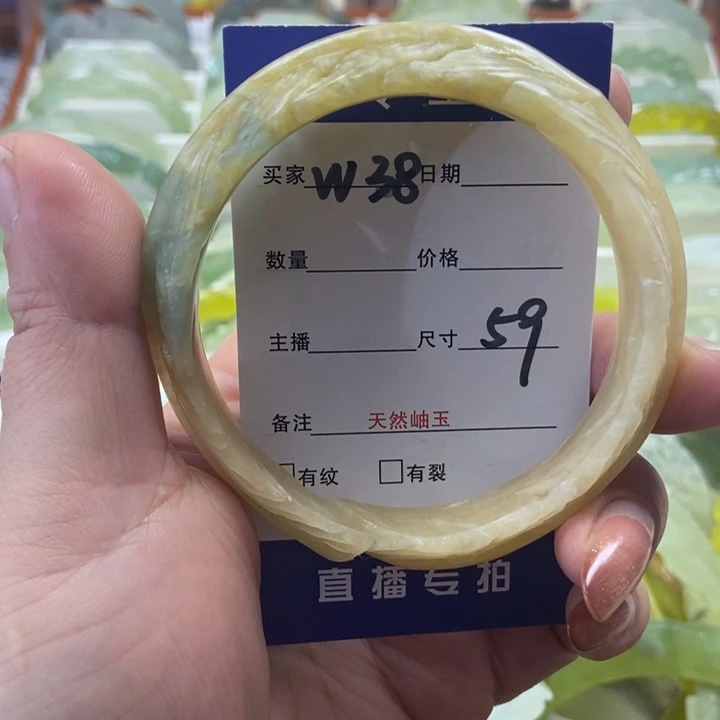 买家 W38 日期
数量 价格
主播 尺寸 59
备注 天然岫玉
□有纹 □有裂
直播专拍